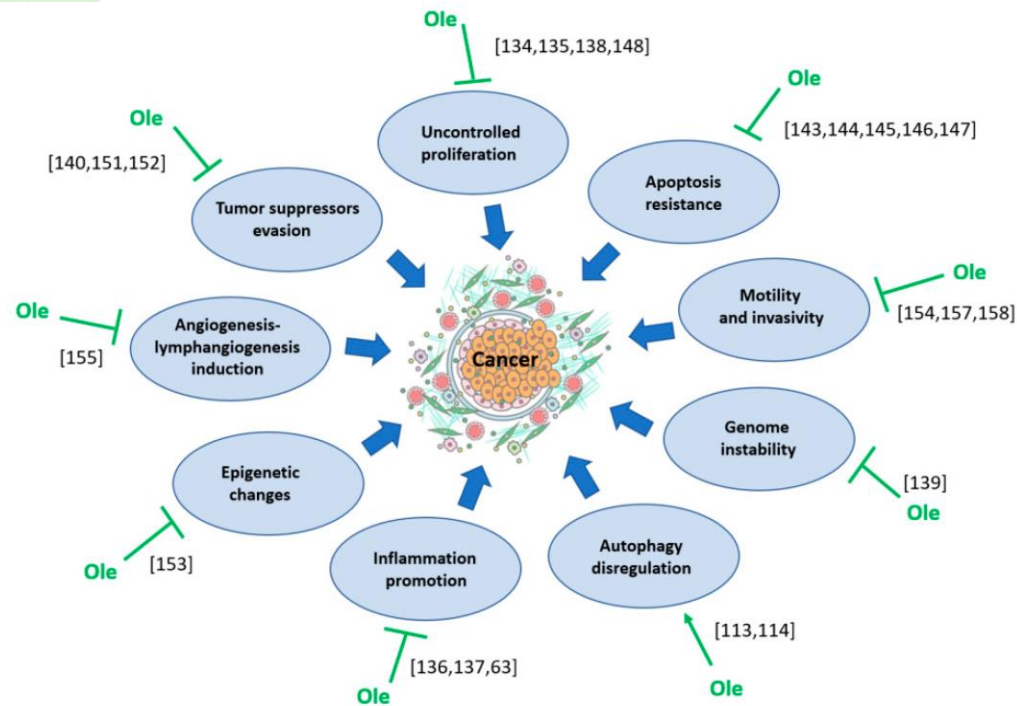 Ole
[134,135,138,148]
Uncontrolled
proliferation
Ole
[143,144,145,146,147]
Apoptosis
resistance
Ole
[154,157,158]
Motility
and invasivity
Genome
instability
[139]
Ole
Autophagy
disregulation
[113,114]
Ole
Inflammation
promotion
[136,137,63]
Ole
Epigenetic
changes
[153]
Ole
Angiogenesis-
lymphangiogenesis
induction
Ole
[155]
Tumor suppressors
evasion
Ole
[140,151,152]
Cancer